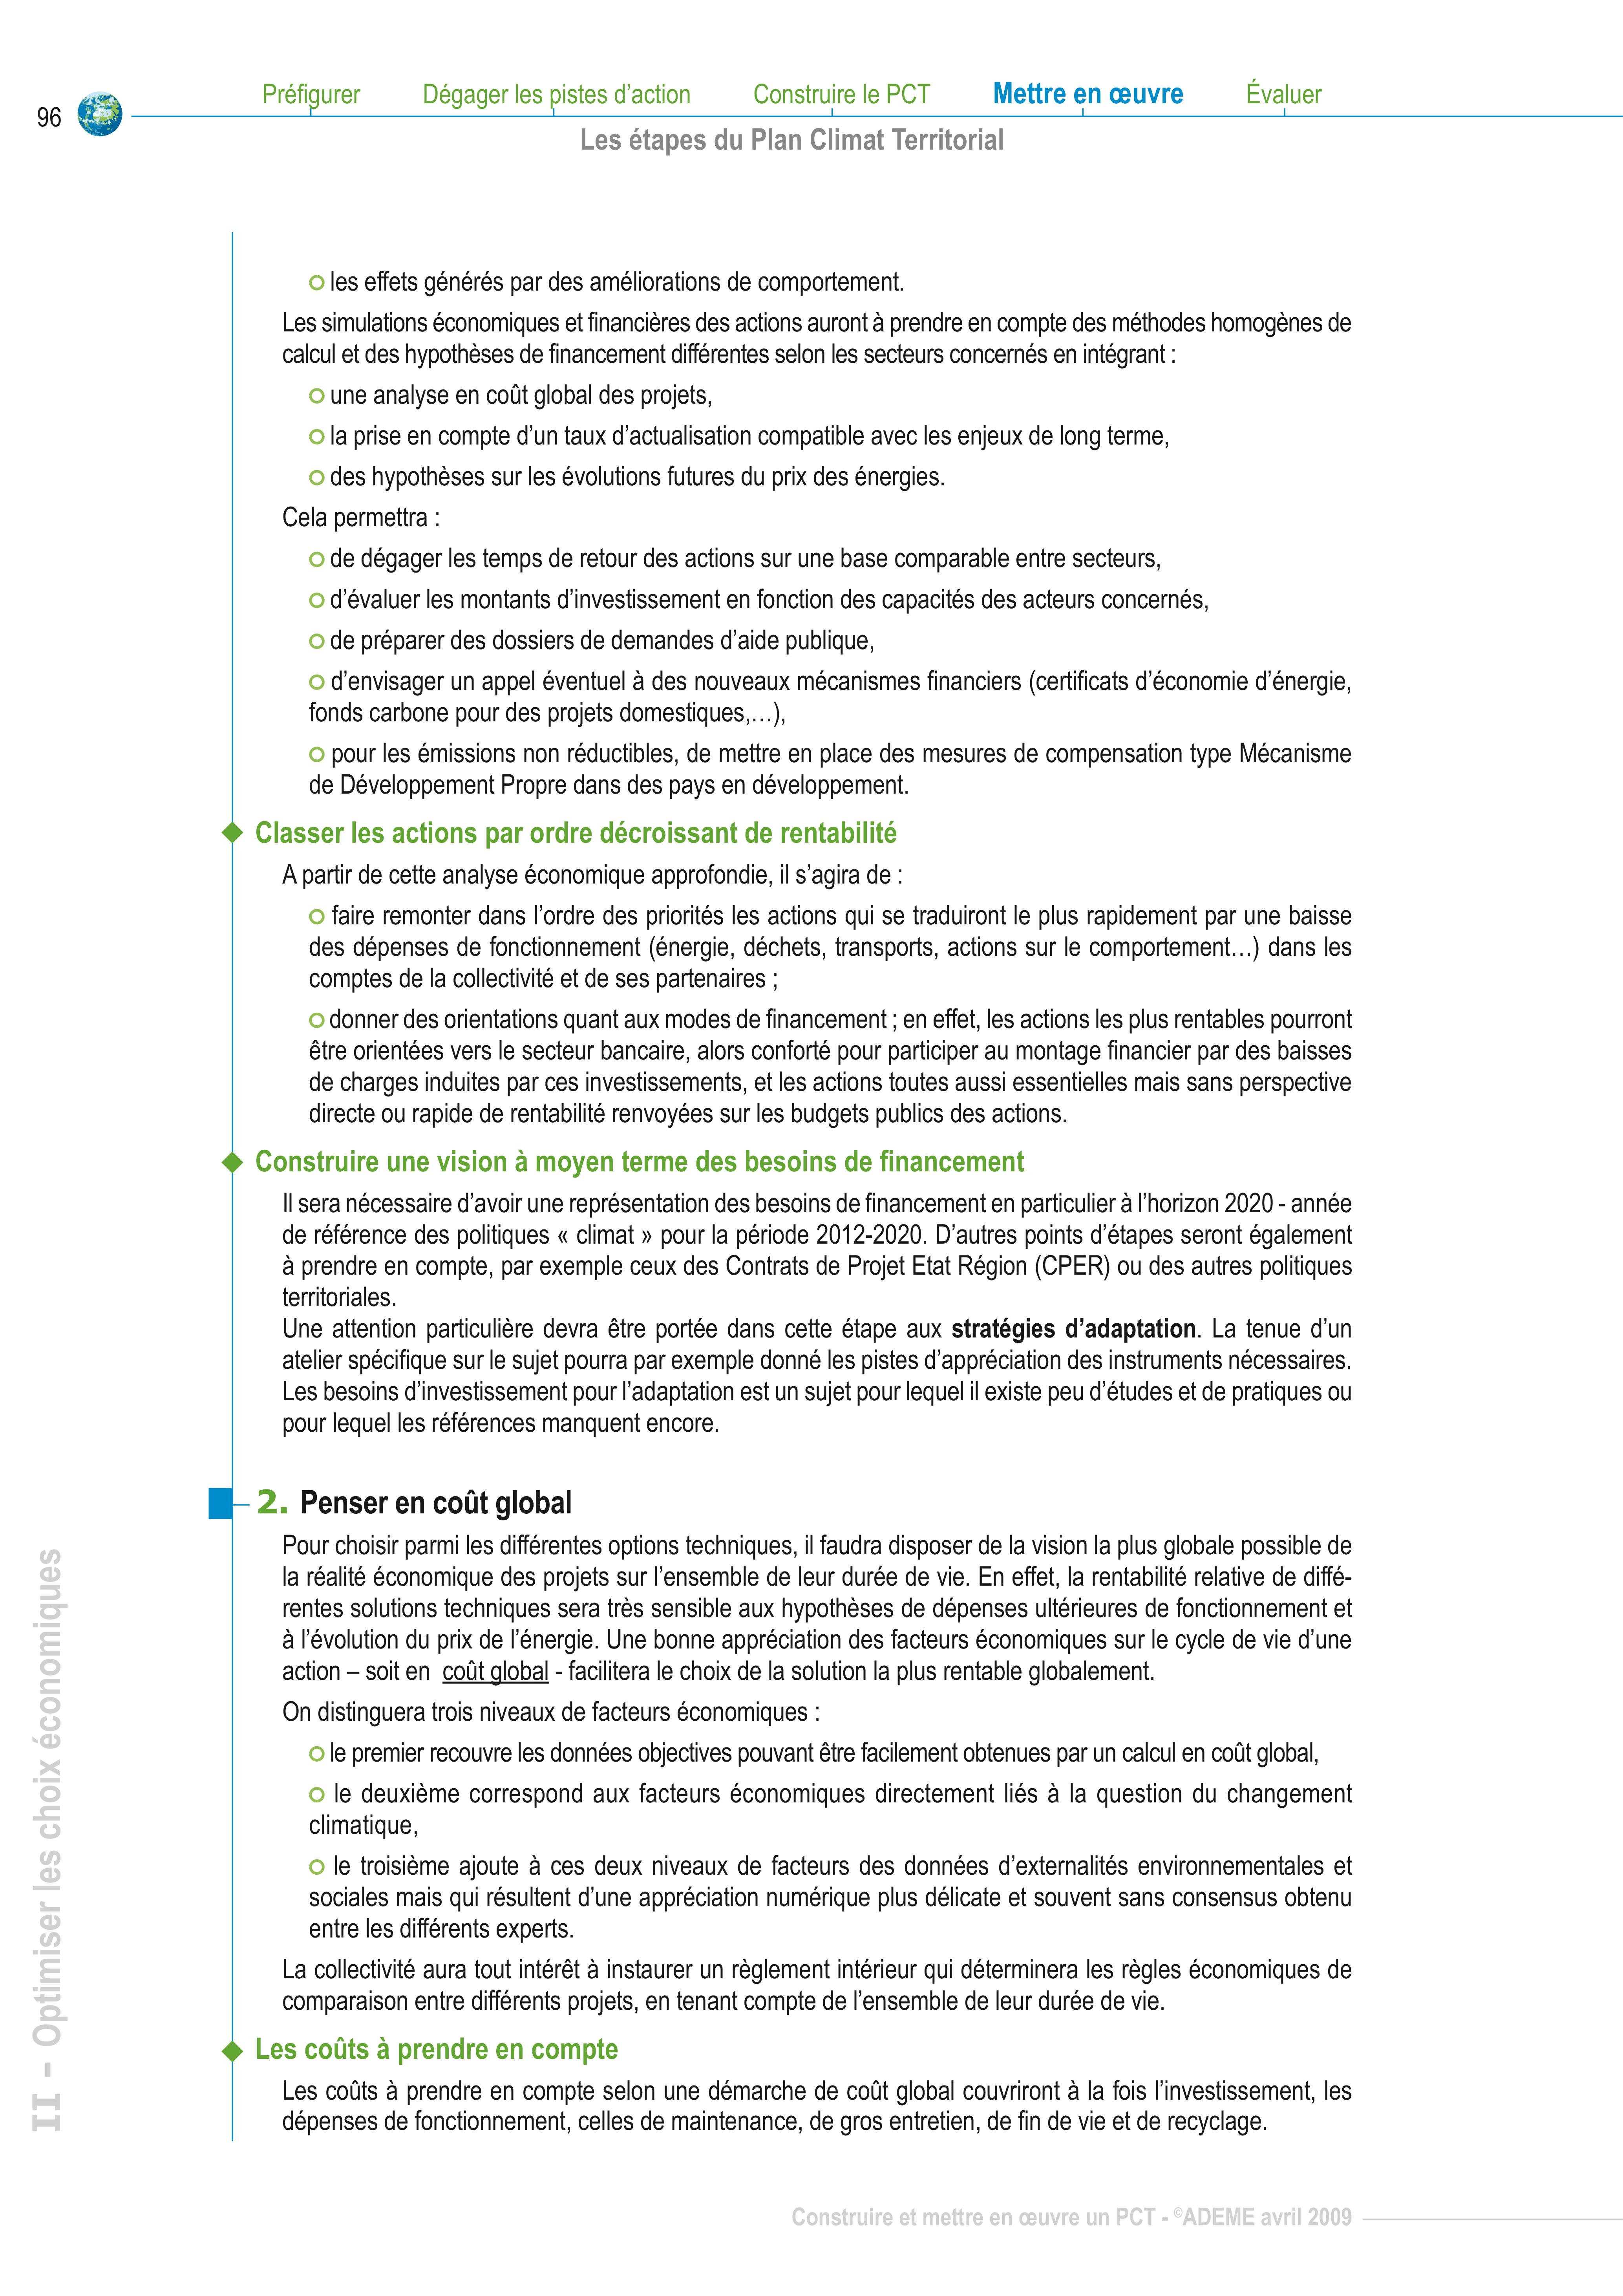 96
Préfigurer Dégager les pistes d’action Construire le PCT Mettre en œuvre Évaluer
Les étapes du Plan Climat Territorial
les effets générés par des améliorations de comportement.
Les simulations économiques et financières des actions auront à prendre en compte des méthodes homogènes de
calcul et des hypothèses de financement différentes selon les secteurs concernés en intégrant :
une analyse en coût global des projets,
la prise en compte d’un taux d’actualisation compatible avec les enjeux de long terme,
des hypothèses sur les évolutions futures du prix des énergies.
Cela permettra :
de dégager les temps de retour des actions sur une base comparable entre secteurs,
d’évaluer les montants d’investissement en fonction des capacités des acteurs concernés,
de préparer des dossiers de demandes d’aide publique,
d’envisager un appel éventuel à des nouveaux mécanismes financiers (certificats d’économie d’énergie,
fonds carbone pour des projets domestiques,…),
pour les émissions non réductibles, de mettre en place des mesures de compensation type Mécanisme
de Développement Propre dans des pays en développement.
Classer les actions par ordre décroissant de rentabilité
A partir de cette analyse économique approfondie, il s’agira de :
faire remonter dans l’ordre des priorités les actions qui se traduiront le plus rapidement par une baisse
des dépenses de fonctionnement (énergie, déchets, transports, actions sur le comportement…) dans les
comptes de la collectivité et de ses partenaires ;
donner des orientations quant aux modes de financement ; en effet, les actions les plus rentables pourront
être orientées vers le secteur bancaire, alors conforté pour participer au montage financier par des baisses
de charges induites par ces investissements, et les actions toutes aussi essentielles mais sans perspective
directe ou rapide de rentabilité renvoyées sur les budgets publics des actions.
Construire une vision à moyen terme des besoins de financement
Il sera nécessaire d’avoir une représentation des besoins de financement en particulier à l’horizon 2020 - année
de référence des politiques « climat » pour la période 2012-2020. D’autres points d’étapes seront également
à prendre en compte, par exemple ceux des Contrats de Projet Etat Région (CPER) ou des autres politiques
territoriales.
Une attention particulière devra être portée dans cette étape aux stratégies d’adaptation. La tenue d’un
atelier spécifique sur le sujet pourra par exemple donné les pistes d’appréciation des instruments nécessaires.
Les besoins d’investissement pour l’adaptation est un sujet pour lequel il existe peu d’études et de pratiques ou
pour lequel les références manquent encore.
2. Penser en coût global
Pour choisir parmi les différentes options techniques, il faudra disposer de la vision la plus globale possible de
la réalité économique des projets sur l’ensemble de leur durée de vie. En effet, la rentabilité relative de diffé-
rentes solutions techniques sera très sensible aux hypothèses de dépenses ultérieures de fonctionnement et
à l’évolution du prix de l’énergie. Une bonne appréciation des facteurs économiques sur le cycle de vie d’une
action – soit en coût global - facilitera le choix de la solution la plus rentable globalement.
On distinguera trois niveaux de facteurs économiques :
le premier recouvre les données objectives pouvant être facilement obtenues par un calcul en coût global,
le deuxième correspond aux facteurs économiques directement liés à la question du changement
climatique,
le troisième ajoute à ces deux niveaux de facteurs des données d’externalités environnementales et
sociales mais qui résultent d’une appréciation numérique plus délicate et souvent sans consensus obtenu
entre les différents experts.
La collectivité aura tout intérêt à instaurer un règlement intérieur qui déterminera les règles économiques de
comparaison entre différents projets, en tenant compte de l’ensemble de leur durée de vie.
Les coûts à prendre en compte
Les coûts à prendre en compte selon une démarche de coût global couvriront à la fois l’investissement, les
dépenses de fonctionnement, celles de maintenance, de gros entretien, de fin de vie et de recyclage.
II - Optimiser les choix économiques
Construire et mettre en œuvre un PCT - ©ADEME avril 2009